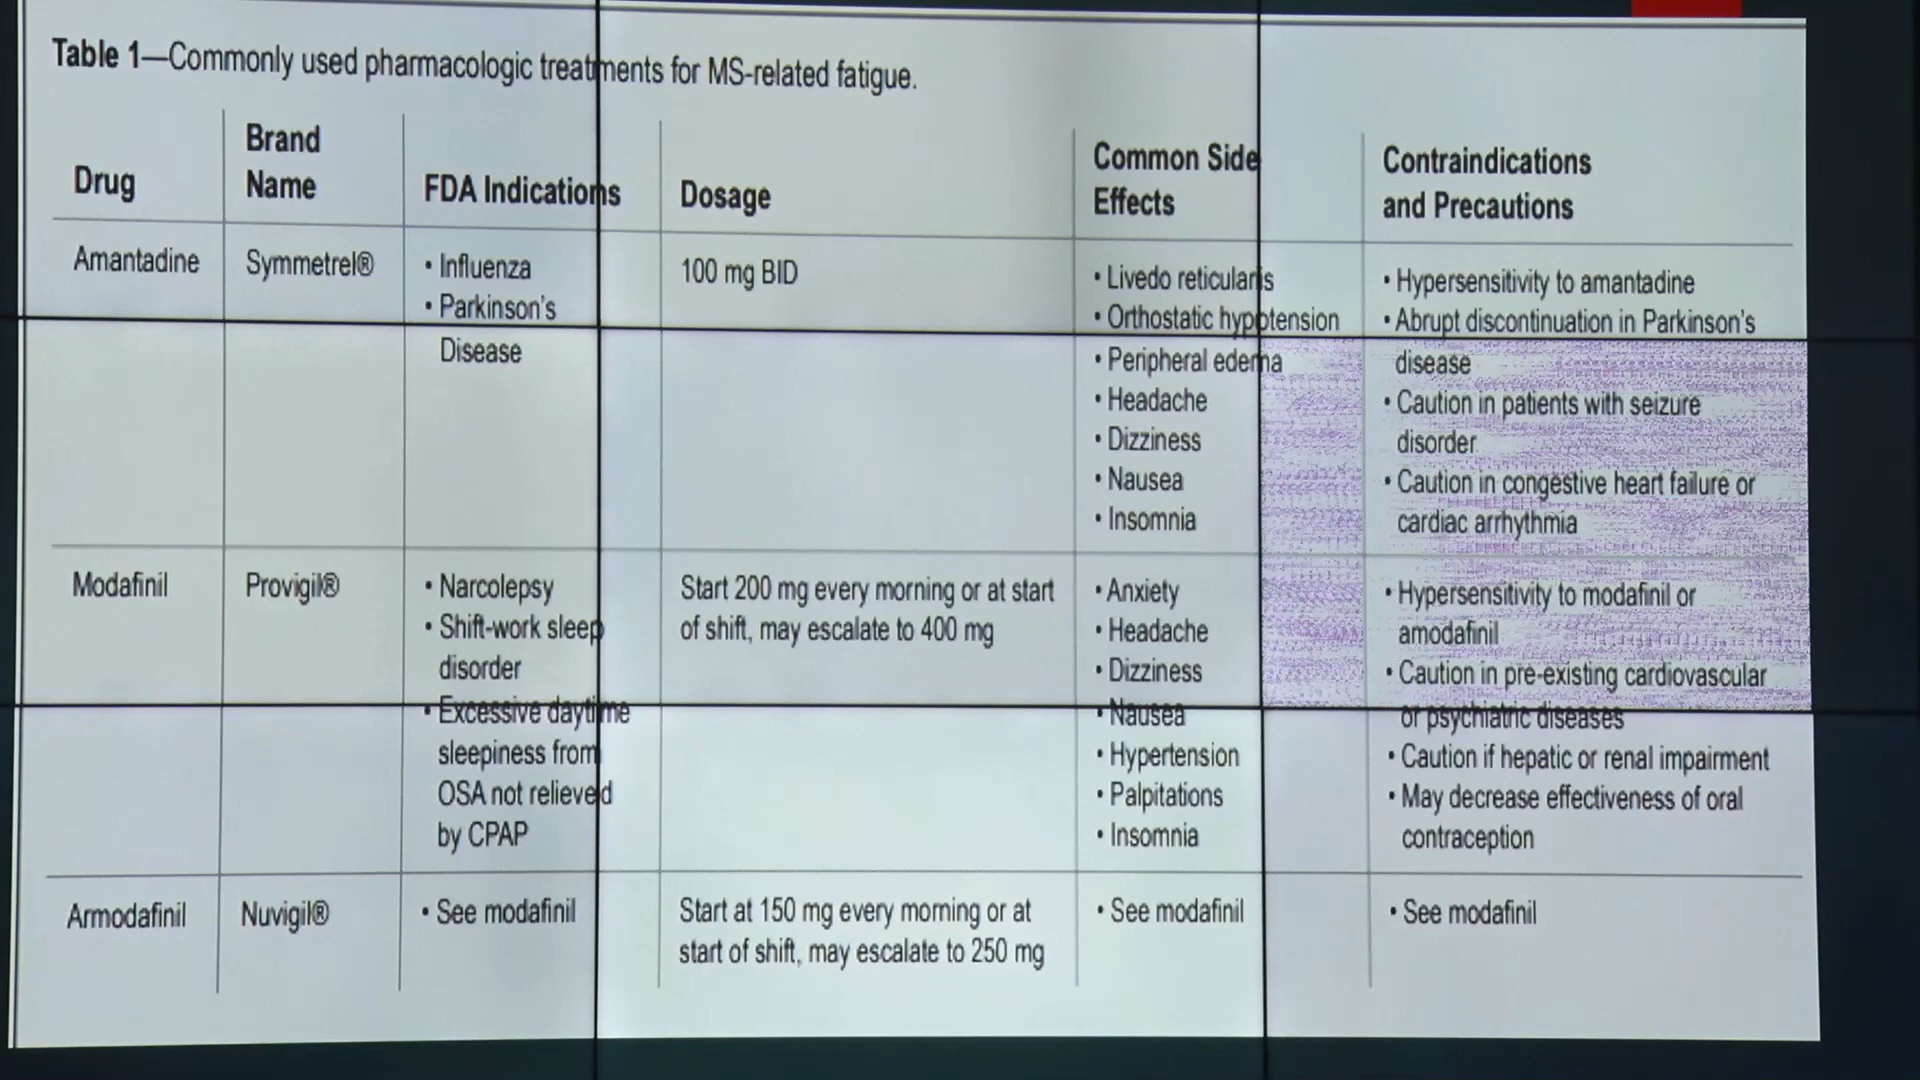 Table 1—Commonly used pharmacologic treatments for MS-related fatigue.
Drug
Brand
Name
FDA Indications
Dosage
Common Side
Effects
Contraindications
and Precautions
Amantadine
Symmetrel®
• Influenza
• Parkinson's
Disease
100 mg BID
• Livedo reticularis
• Orthostatic hypotension
• Peripheral edema
• Headache
• Dizziness
• Nausea
• Insomnia
• Hypersensitivity to amantadine
• Abrupt discontinuation in Parkinson's
disease
• Caution in patients with seizure
disorder
• Caution in congestive heart failure or
cardiac arrhythmia
Modafinil
Provigil®
• Narcolepsy
• Shift-work sleep
disorder
• Excessive daytime
sleepiness from
OSA not relieved
by CPAP
Start 200 mg every morning or at start
of shift, may escalate to 400 mg
• Anxiety
• Headache
• Dizziness
• Nausea
• Hypertension
• Palpitations
• Insomnia
• Hypersensitivity to modafinil or
amodafinil
• Caution in pre-existing cardiovascular
or psychiatric diseases
• Caution if hepatic or renal impairment
• May decrease effectiveness of oral
contraception
Armodafinil
Nuvigil®
• See modafinil
Start at 150 mg every morning or at
start of shift, may escalate to 250 mg
• See modafinil
• See modafinil